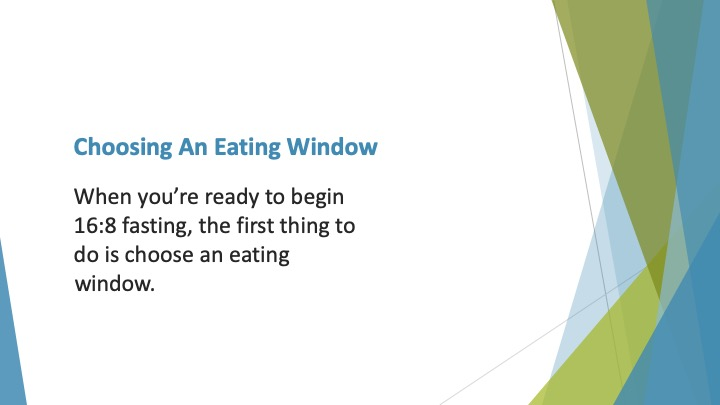 Choosing An Eating Window
When you’re ready to begin
16:8 fasting, the first thing to
do is choose an eating
window.